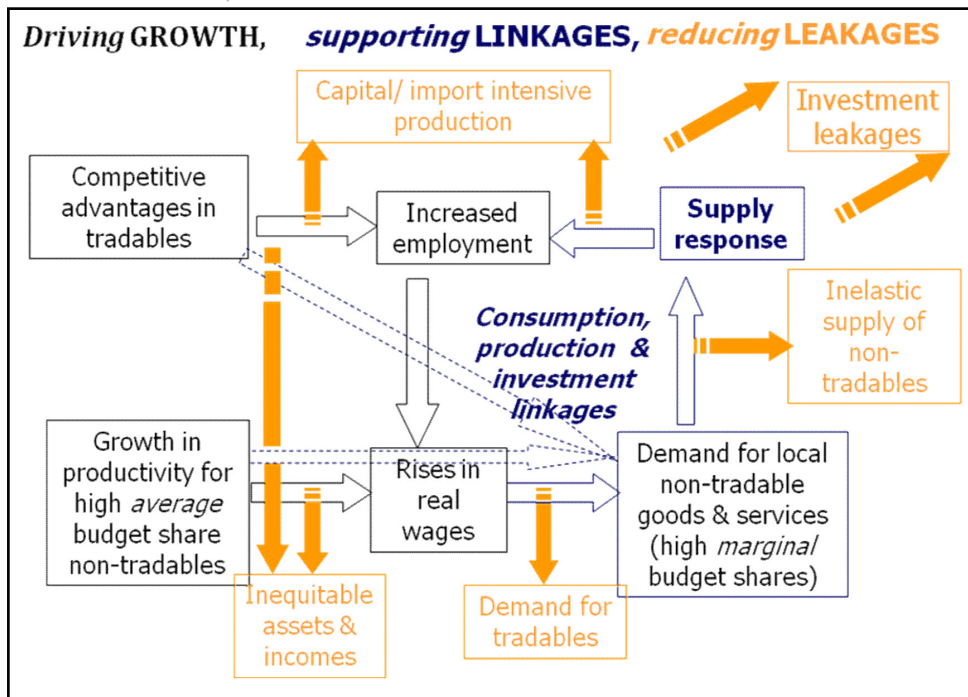 Driving GROWTH, supporting LINKAGES, reducing LEAKAGES
Capital/ import intensive
production
Investment
leakages
Competitive
advantages in
tradables
Increased
employment
Supply
response
Inelastic
supply of
non-
tradables
Consumption,
production &
investment
linkages
Growth in
productivity for
high average
budget share
non-tradables
Rises in
real
wages
Demand for local
non-tradable
goods & services
(high marginal
budget shares)
Inequitable
assets &
incomes
Demand for
tradables